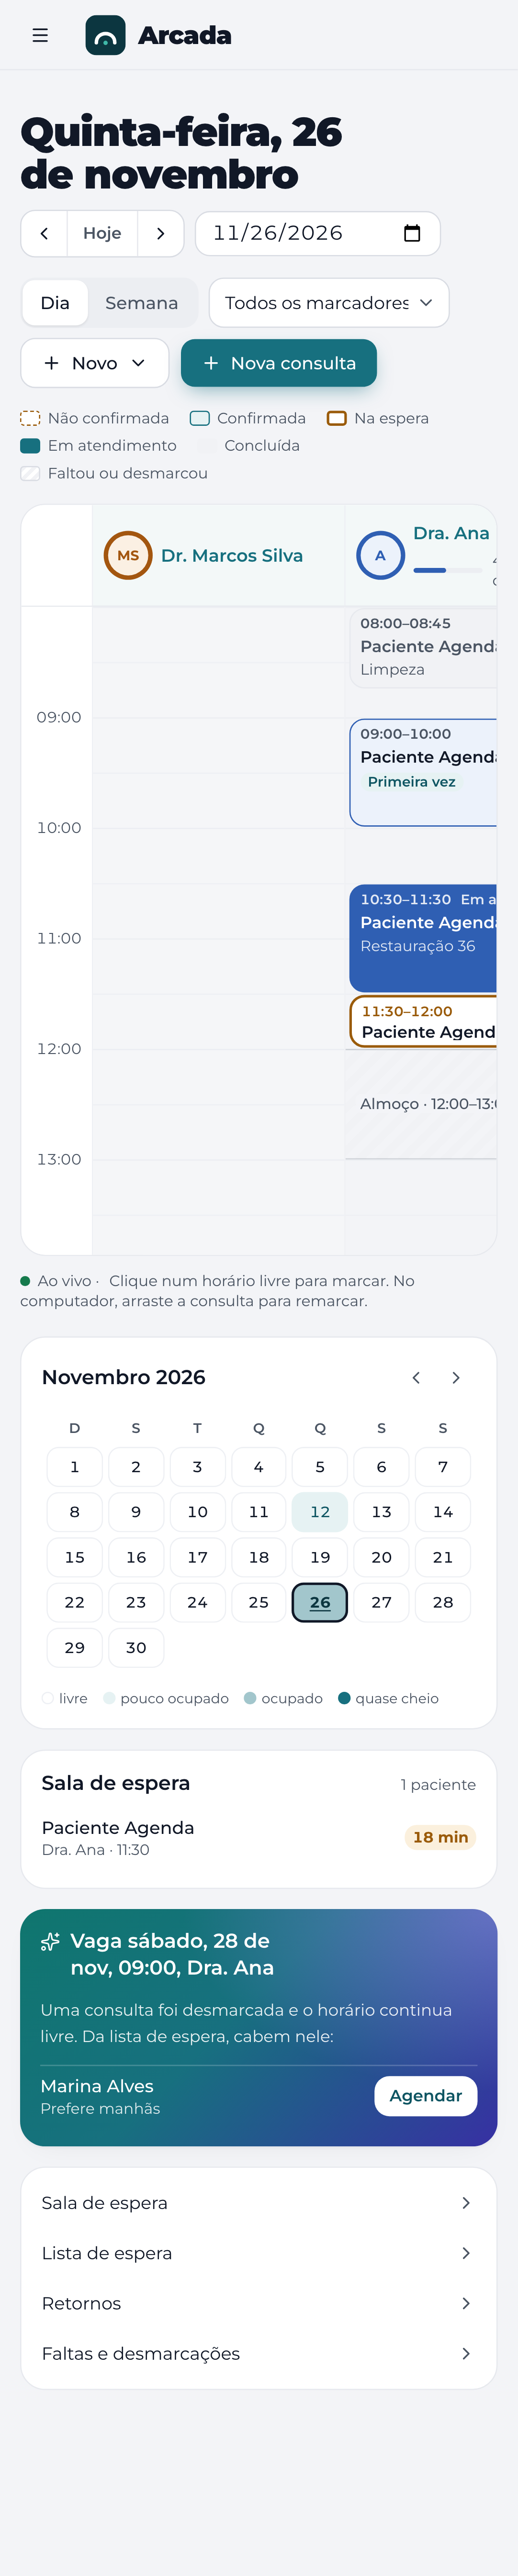 Arcada
Quinta-feira, 26
de novembro
Hoje
11/26/2026
Dia
Semana
Todos os marcadores
Novo
Nova consulta
Não confirmada
Confirmada
Na espera
Em atendimento
Concluída
Faltou ou desmarcou
MS
Dr. Marcos Silva
A
Dra. Ana
08:00–08:45
Paciente Agenda
Limpeza
09:00
09:00–10:00
Paciente Agenda
Primeira vez
10:00
10:30–11:30 Em a
Paciente Agenda
Restauração 36
11:00
11:30–12:00
Paciente Agend
12:00
Almoço · 12:00–13:0
13:00
Ao vivo · Clique num horário livre para marcar. No
computador, arraste a consulta para remarcar.
Novembro 2026
D S T Q Q S S
1 2 3 4 5 6 7
8 9 10 11 12 13 14
15 16 17 18 19 20 21
22 23 24 25 26 27 28
29 30
livre pouco ocupado ocupado quase cheio
Sala de espera
1 paciente
Paciente Agenda
Dra. Ana · 11:30
18 min
Vaga sábado, 28 de
nov, 09:00, Dra. Ana
Uma consulta foi desmarcada e o horário continua
livre. Da lista de espera, cabem nele:
Marina Alves
Prefere manhãs
Agendar
Sala de espera
Lista de espera
Retornos
Faltas e desmarcações